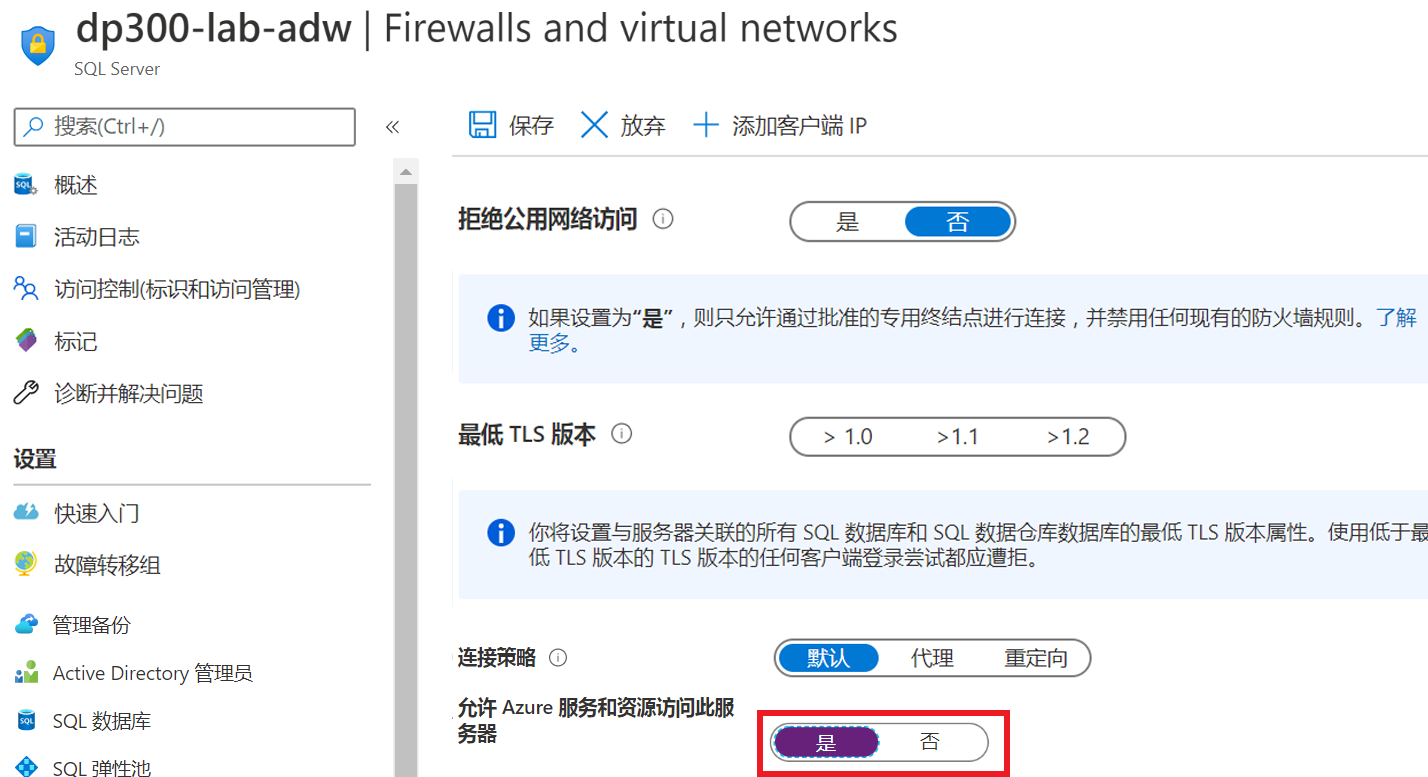 dp300-lab-adw | Firewalls and virtual networks
SQL Server
搜索(Ctrl+/)
«
保存
放弃
添加客户端 IP
概述
活动日志
访问控制(标识和访问管理)
标记
诊断并解决问题
设置
快速入门
故障转移组
管理备份
Active Directory 管理员
SQL 数据库
SQL 弹性池
拒绝公用网络访问
是
否
如果设置为“是”，则只允许通过批准的专用终结点进行连接，并禁用任何现有的防火墙规则。了解
更多。
最低 TLS 版本
> 1.0
>1.1
>1.2
你将设置与服务器关联的所有 SQL 数据库和 SQL 数据仓库数据库的最低 TLS 版本属性。使用低于最
低 TLS 版本的 TLS 版本的任何客户端登录尝试都应遭拒。
连接策略
默认
代理
重定向
允许 Azure 服务和资源访问此服
务器
是
否